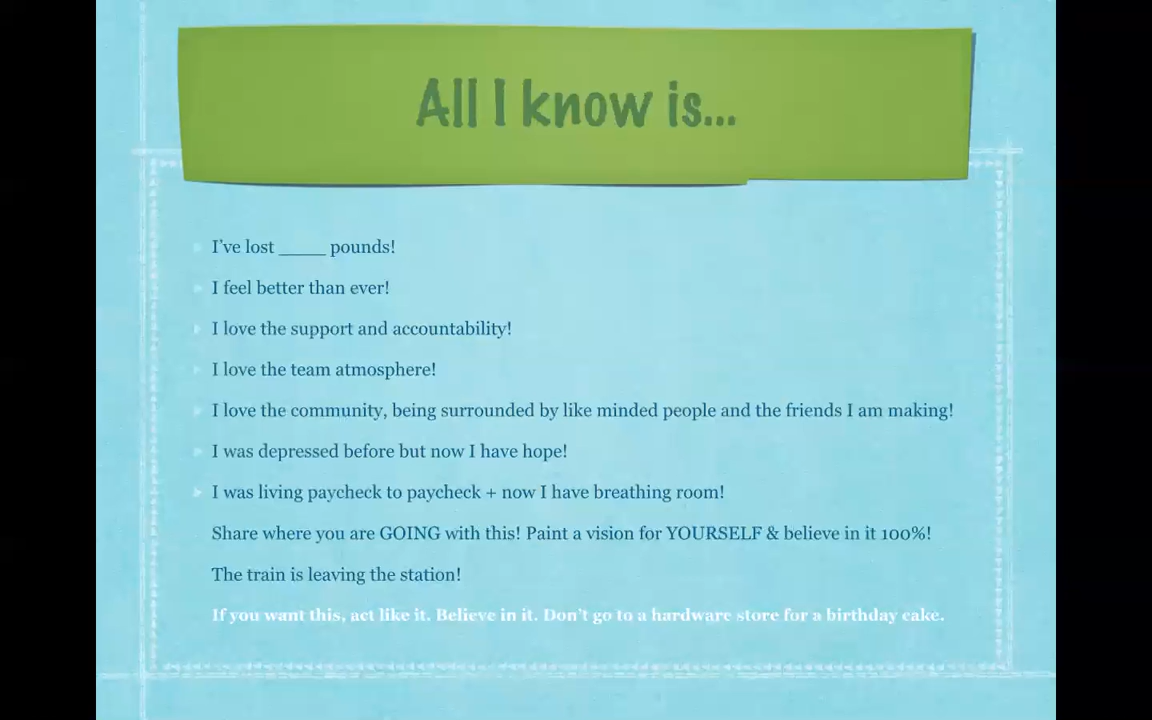 All I know is...
I've lost _____ pounds!
I feel better than ever!
I love the support and accountability!
I love the team atmosphere!
I love the community, being surrounded by like minded people and the friends I am making!
I was depressed before but now I have hope!
I was living paycheck to paycheck + now I have breathing room!
Share where you are GOING with this! Paint a vision for YOURSELF & believe in it 100%!
The train is leaving the station!
If you want this, act like it. Believe in it. Don't go to a hardware store for a birthday cake.